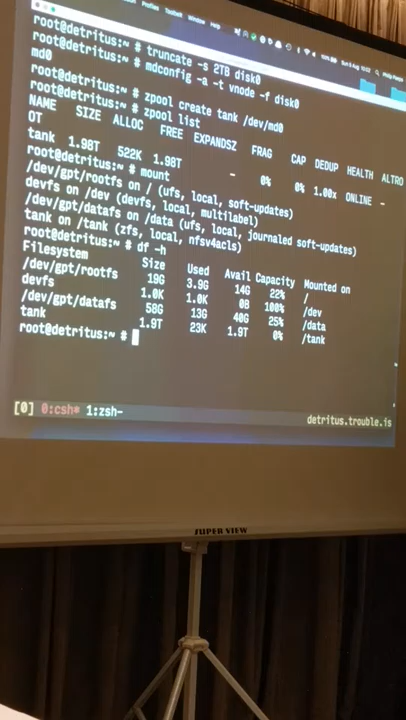 Profiles Toolbelt Window Help
root@detritus:~ # truncate -s 2TB disk0
root@detritus:~ # mdconfig -a -t vnode -f disk0
md0
root@detritus:~ # zpool create tank /dev/md0
root@detritus:~ # zpool list
NAME SIZE ALLOC FREE EXPANDSZ FRAG CAP DEDUP HEALTH ALTRO
OT
tank 1.98T 522K 1.98T - 0% 0% 1.00x ONLINE -
root@detritus:~ # mount
/dev/gpt/rootfs on / (ufs, local, soft-updates)
devfs on /dev (devfs, local, multilabel)
/dev/gpt/datafs on /data (ufs, local, journaled soft-updates)
tank on /tank (zfs, local, nfsv4acls)
root@detritus:~ # df -h
Filesystem Size Used Avail Capacity Mounted on
/dev/gpt/rootfs 19G 3.9G 14G 22% /
devfs 1.0K 1.0K 0B 100% /dev
/dev/gpt/datafs 58G 13G 40G 25% /data
tank 1.9T 23K 1.9T 0% /tank
root@detritus:~ #
[0] 0:csh* 1:zsh- detritus.trouble.is
SUPER VIEW